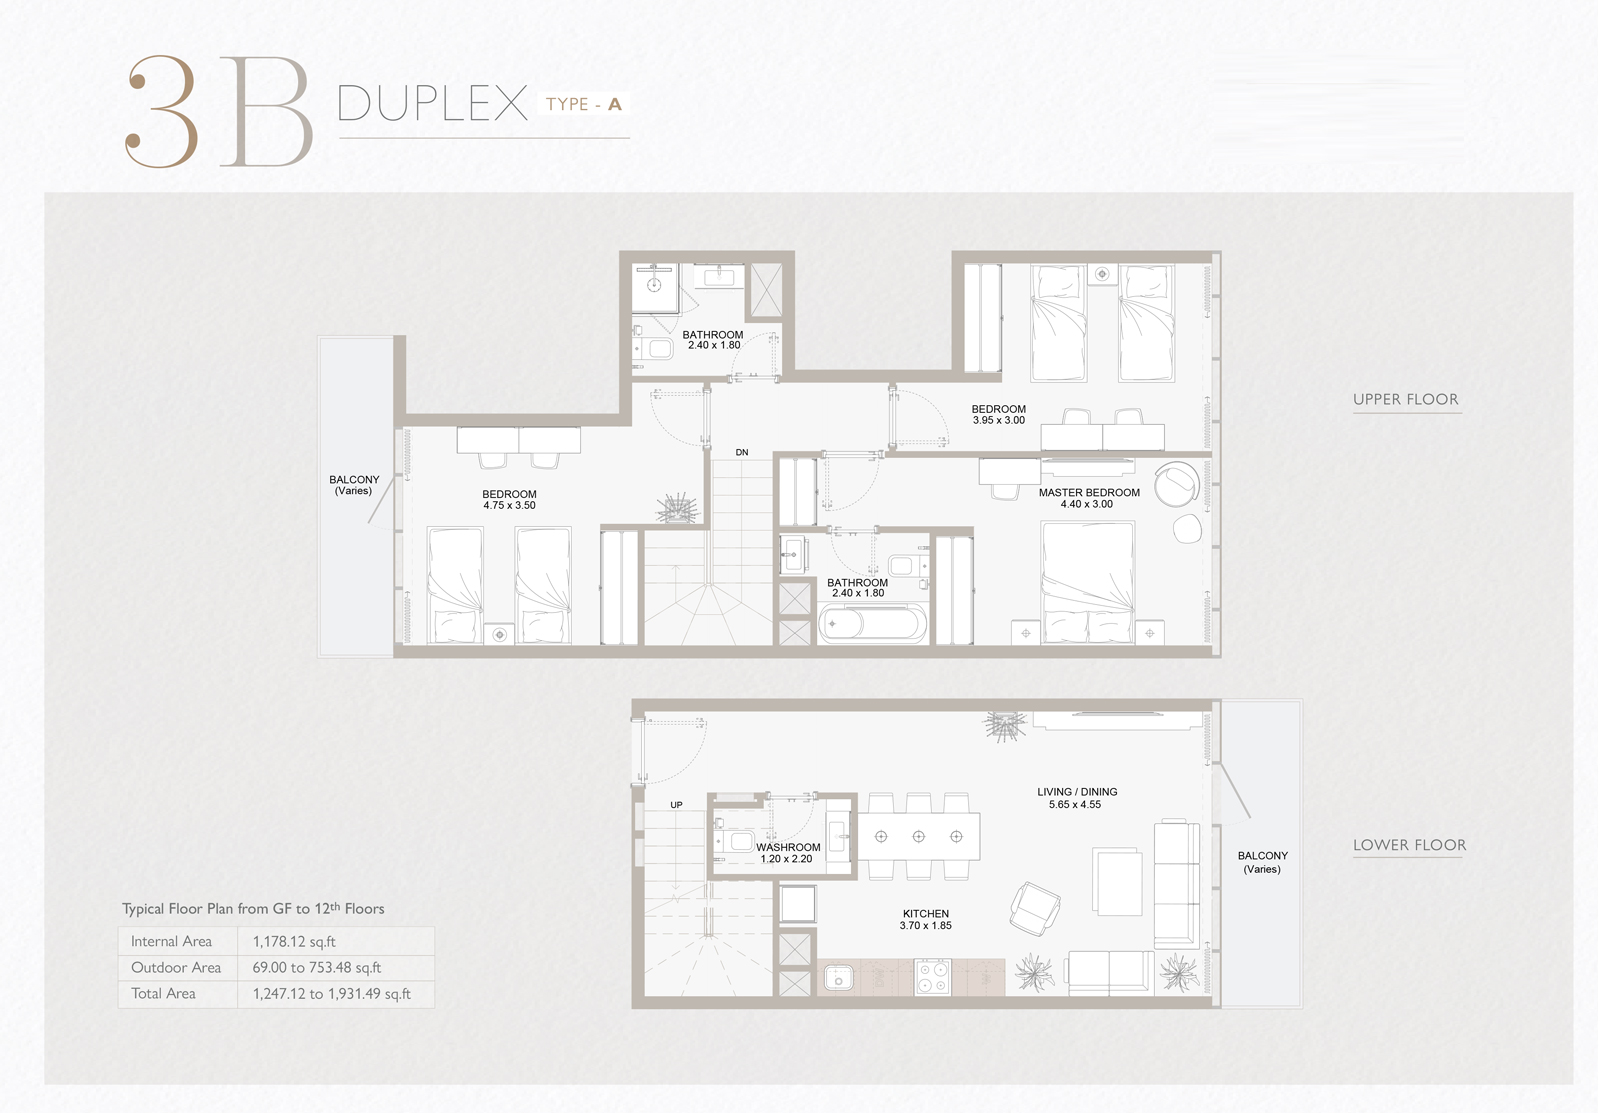 3B DUPLEX TYPE - A
BATHROOM
2.40 x 1.80
BEDROOM
3.95 x 3.00
UPPER FLOOR
DN
BALCONY
(Varies)
BEDROOM
4.75 x 3.50
MASTER BEDROOM
4.40 x 3.00
BATHROOM
2.40 x 1.80
UP
LIVING / DINING
5.65 x 4.55
WASHROOM
1.20 x 2.20
LOWER FLOOR
BALCONY
(Varies)
KITCHEN
3.70 x 1.85
DW
W
Typical Floor Plan from GF to 12th Floors
Internal Area 1,178.12 sq.ft
Outdoor Area 69.00 to 753.48 sq.ft
Total Area 1,247.12 to 1,931.49 sq.ft